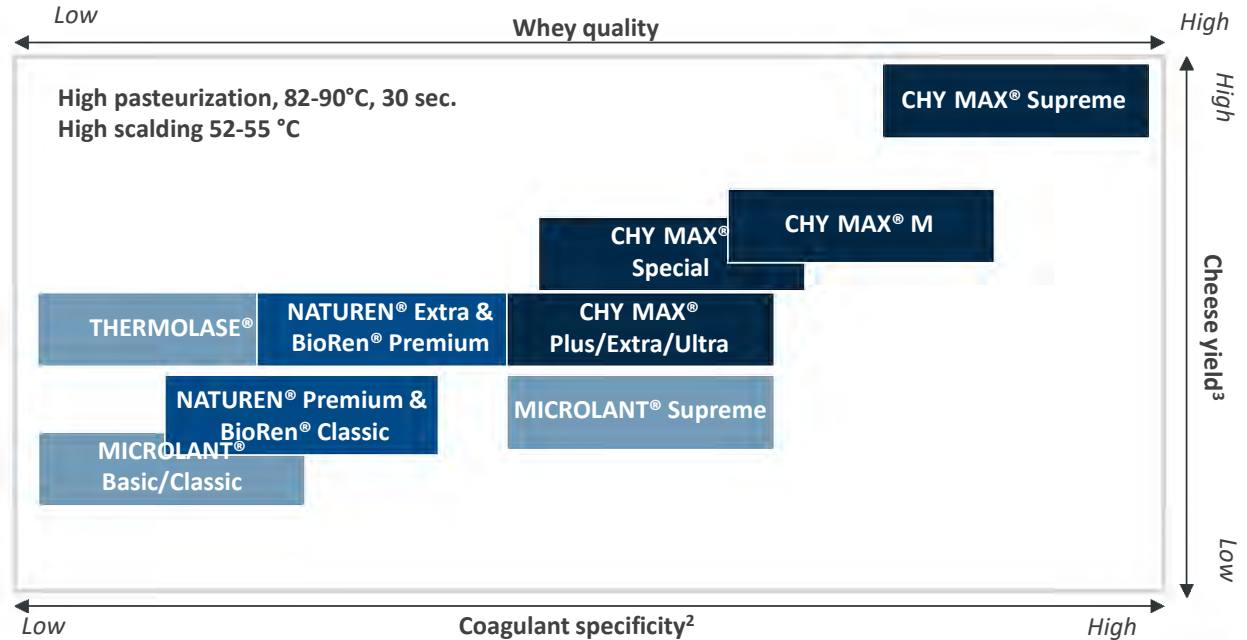 Low
Whey quality
High
High pasteurization, 82-90°C, 30 sec.
High scalding 52-55 °C
CHY MAX® Supreme
High
CHY MAX® M
CHY MAX®
Special
THERMOLASE®
NATUREN® Extra &
BioRen® Premium
CHY MAX®
Plus/Extra/Ultra
Cheese yield³
NATUREN® Premium &
BioRen® Classic
MICROLANT® Supreme
MICROLANT®
Basic/Classic
Low
Low
Coagulant specificity²
High